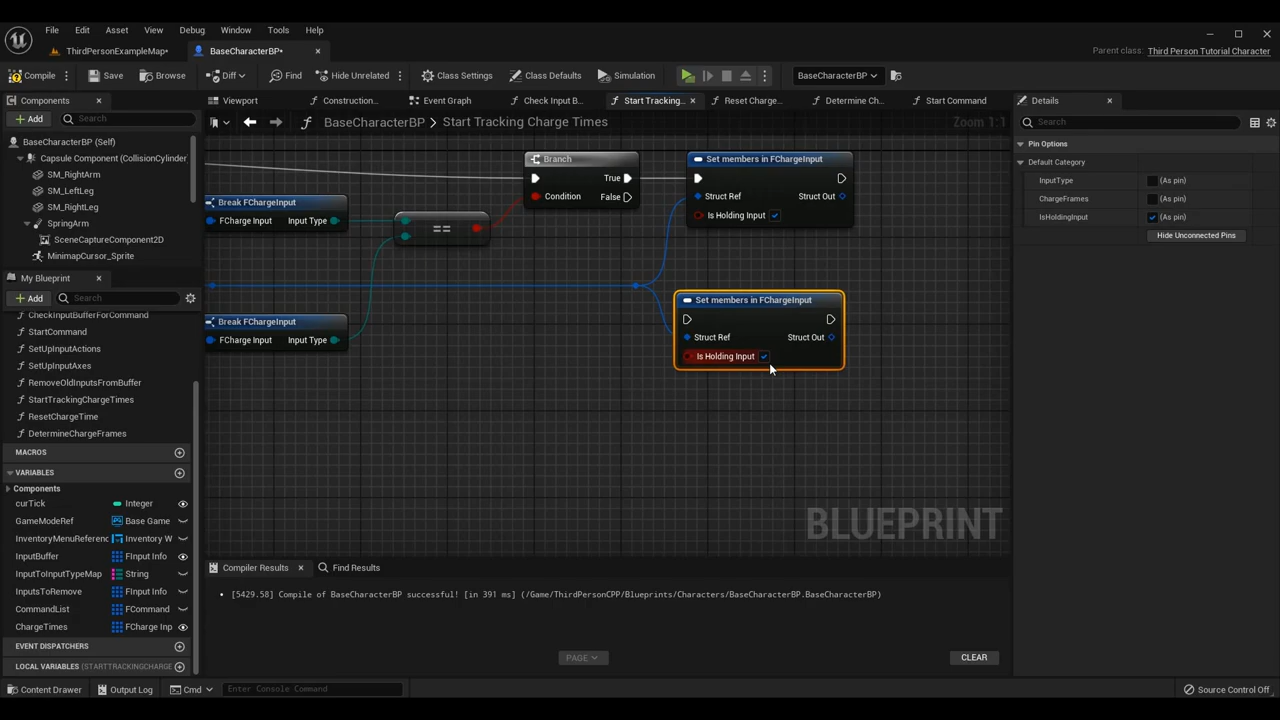 File Edit Asset View Debug Window Tools Help
ThirdPersonExampleMap• BaseCharacterBP•
Parent class: Third Person Tutorial Character
Compile Save Browse Diff Find Hide Unrelated Class Settings Class Defaults Simulation BaseCharacterBP
Components
Viewport Construction... Event Graph Check Input B... Start Tracking... Reset Charge... Determine Ch... Start Command
Details
Add Search
BaseCharacterBP > Start Tracking Charge Times
Zoom 1:1
Search
BaseCharacterBP (Self)
Capsule Component (CollisionCylinder
SM_RightArm
SM_LeftLeg
SM_RightLeg
SpringArm
SceneCaptureComponent2D
MinimapCursor_Sprite
My Blueprint
Add Search
CheckInputBufferForCommand
StartCommand
SetUpInputActions
SetUpInputAxes
RemoveOldInputsFromBuffer
StartTrackingChargeTimes
ResetChargeTime
DetermineChargeFrames
MACROS
VARIABLES
Components
curTick Integer
GameModeRef Base Game
InventoryMenuReferenc Inventory W
InputBuffer FInput Info
InputToInputTypeMap String
InputsToRemove FInput Info
CommandList FCommand
ChargeTimes FCharge Inp
EVENT DISPATCHERS
LOCAL VARIABLES (STARTTRACKINGCHARGE
Break FCharge Input
FCharge Input Input Type
Break FChargeInput
FCharge Input Input Type
==
Branch
True
Condition False
Set members in FChargeInput
Struct Ref Struct Out
Is Holding Input
Set members in FChargeInput
Struct Ref Struct Out
Is Holding Input
BLUEPRINT
Pin Options
Default Category
InputType (As pin)
ChargeFrames (As pin)
IsHoldingInput (As pin)
Hide Unconnected Pins
Compiler Results Find Results
• [5429.58] Compile of BaseCharacterBP successful! [in 391 ms] (/Game/ThirdPersonCPP/Blueprints/Characters/BaseCharacterBP.BaseCharacterBP)
PAGE
CLEAR
Content Drawer Output Log Cmd Enter Console Command
Source Control Off